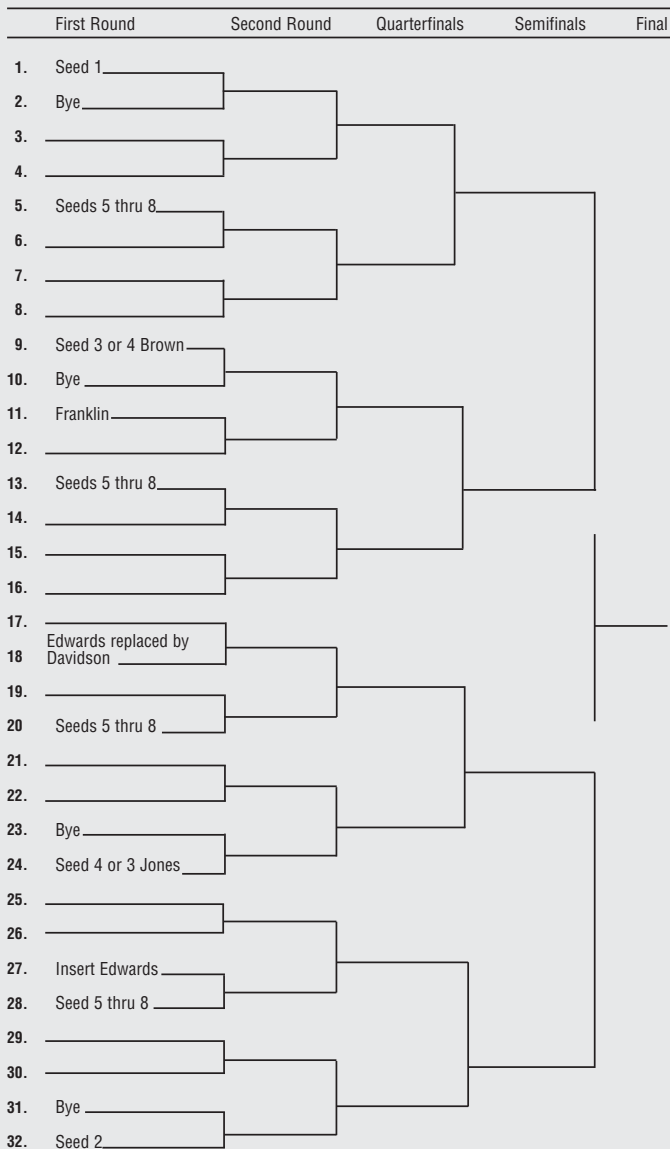 First Round Second Round Quarterfinals Semifinals Final
1. Seed 1
2. Bye
3.
4.
5. Seeds 5 thru 8
6.
7.
8.
9. Seed 3 or 4 Brown
10. Bye
11. Franklin
12.
13. Seeds 5 thru 8
14.
15.
16.
17.
18 Edwards replaced by
Davidson
19.
20 Seeds 5 thru 8
21.
22.
23. Bye
24. Seed 4 or 3 Jones
25.
26.
27. Insert Edwards
28. Seed 5 thru 8
29.
30.
31. Bye
32. Seed 2